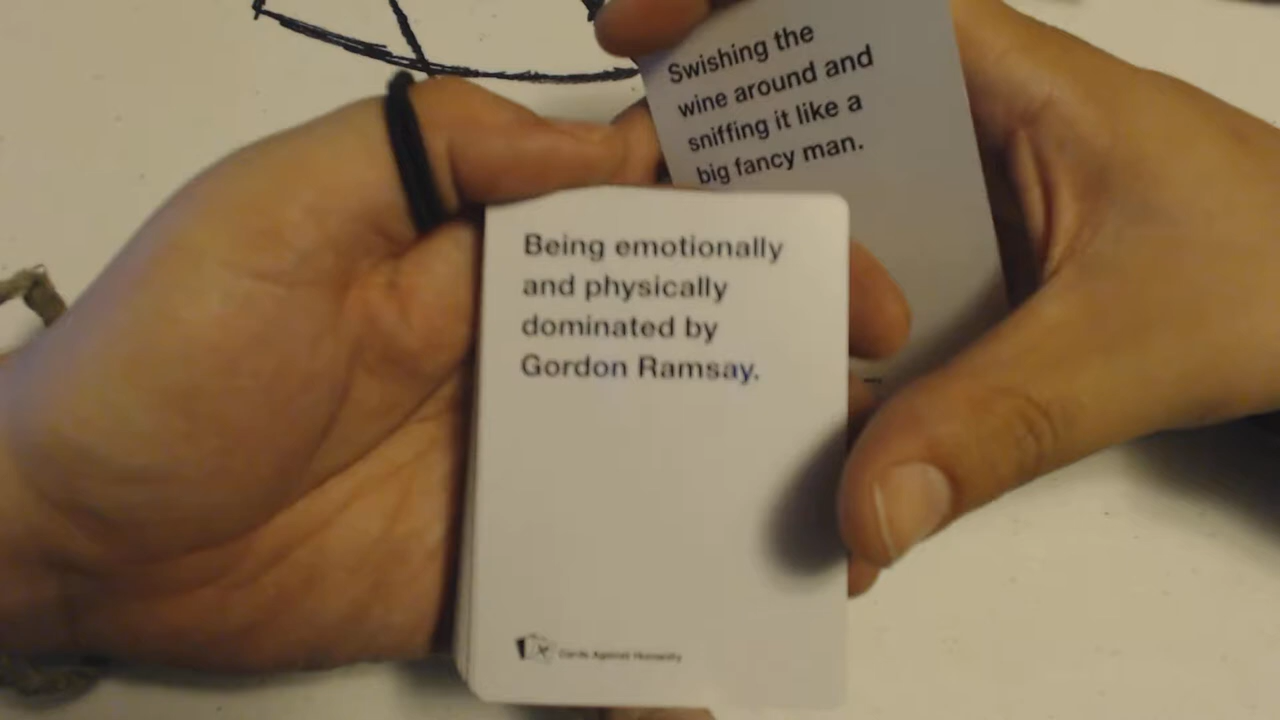 Swishing the
wine around and
sniffing it like a
big fancy man.
Being emotionally
and physically
dominated by
Gordon Ramsay.
Cards Against Humanity